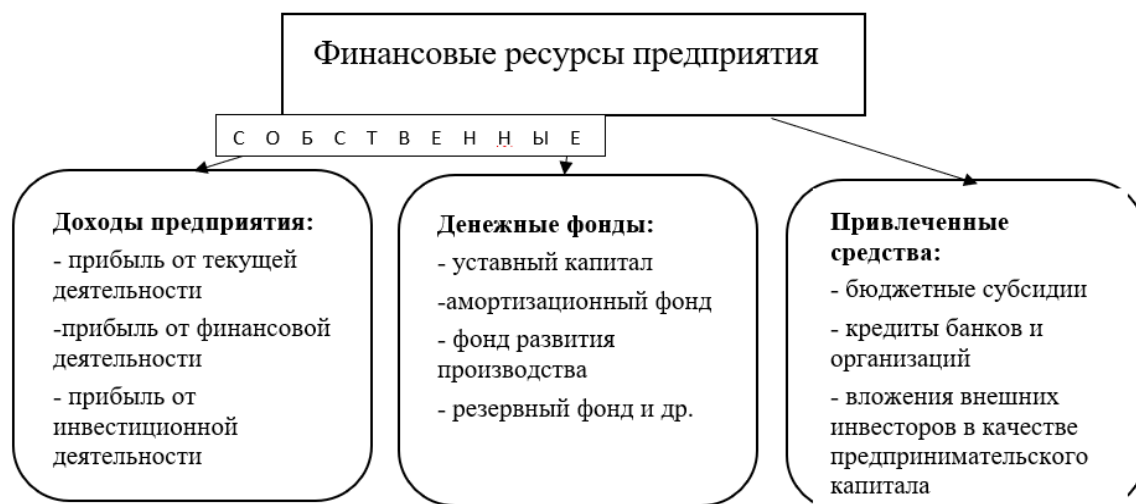 Финансовые ресурсы предприятия
С О Б С Т В Е Н Н Ы Е
Доходы предприятия:
- прибыль от текущей
деятельности
-прибыль от финансовой
деятельности
- прибыль от
инвестиционной
деятельности
Денежные фонды:
- уставный капитал
-амортизационный фонд
- фонд развития
производства
- резервный фонд и др.
Привлеченные
средства:
- бюджетные субсидии
- кредиты банков и
организаций
- вложения внешних
инвесторов в качестве
предпринимательского
капитала